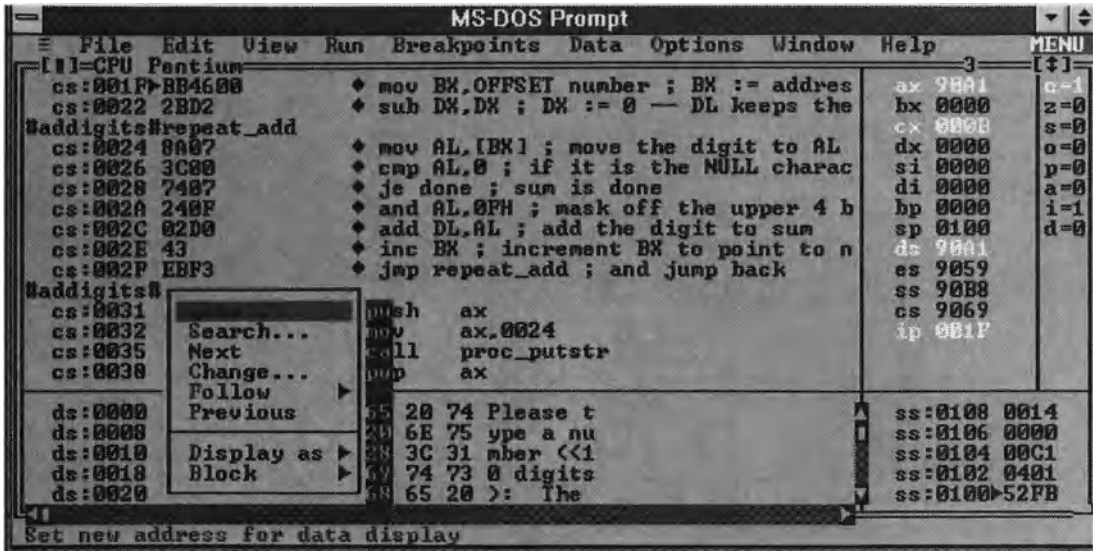 MS-DOS Prompt
≡ File Edit View Run Breakpoints Data Options Window Help MENU
CPU Pentium 3 [↕]
cs:001F▶BB4600 ♦ mov BX,OFFSET number ; BX := addres ax 90A1 c=1
cs:0022 2BD2 ♦ sub DX,DX ; DX := 0 -- DL keeps the bx 0000 z=0
#addigits#repeat_add cx 000B s=0
cs:0024 8A07 ♦ mov AL,[BX] ; move the digit to AL dx 0000 o=0
cs:0026 3C00 ♦ cmp AL,0 ; if it is the NULL charac si 0000 p=0
cs:0028 7407 ♦ je done ; sum is done di 0000 a=0
cs:002A 240F ♦ and AL,0FH ; mask off the upper 4 b bp 0000 i=1
cs:002C 02D0 ♦ add DL,AL ; add the digit to sum sp 0100 d=0
cs:002E 43 ♦ inc BX ; increment BX to point to n ds 90A1
cs:002F EBF3 ♦ jmp repeat_add ; and jump back es 9059
#addigits# ss 90B8
cs:0031 sh ax cs 9069
cs:0032 Search... ax,0024 ip 001F
cs:0035 Next ll proc_putstr
cs:0038 Change... ax
Follow ▶
ds:0000 Previous 65 20 74 Please t ss:0108 0014
ds:0008 6E 75 ype a nu ss:0106 0000
ds:0010 Display as ▶ 3C 31 mber <<1 ss:0104 00C1
ds:0018 Block ▶ 74 73 0 digits ss:0102 0401
ds:0020 65 20 >: The ss:0100▶52FB
Set new address for data display